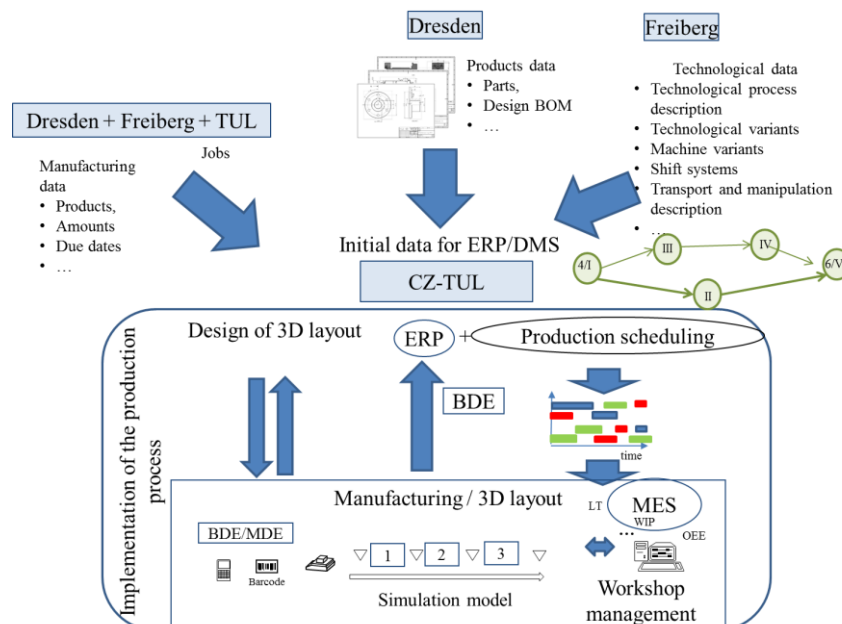 Dresden
Freiberg
Products data
• Parts,
• Design BOM
• …
Technological data
• Technological process
description
• Technological variants
• Machine variants
• Shift systems
• Transport and manipulation
description
• …
Dresden + Freiberg + TUL
Jobs
Manufacturing
data
• Products,
• Amounts
• Due dates
• …
Initial data for ERP/DMS
CZ-TUL
4/I
III
IV
II
6/V
Implementation of the production
process
Design of 3D layout
ERP
+
Production scheduling
BDE
time
Manufacturing / 3D layout
LT
MES
WIP
...
OEE
BDE/MDE
Barcode
1
2
3
Simulation model
Workshop
management